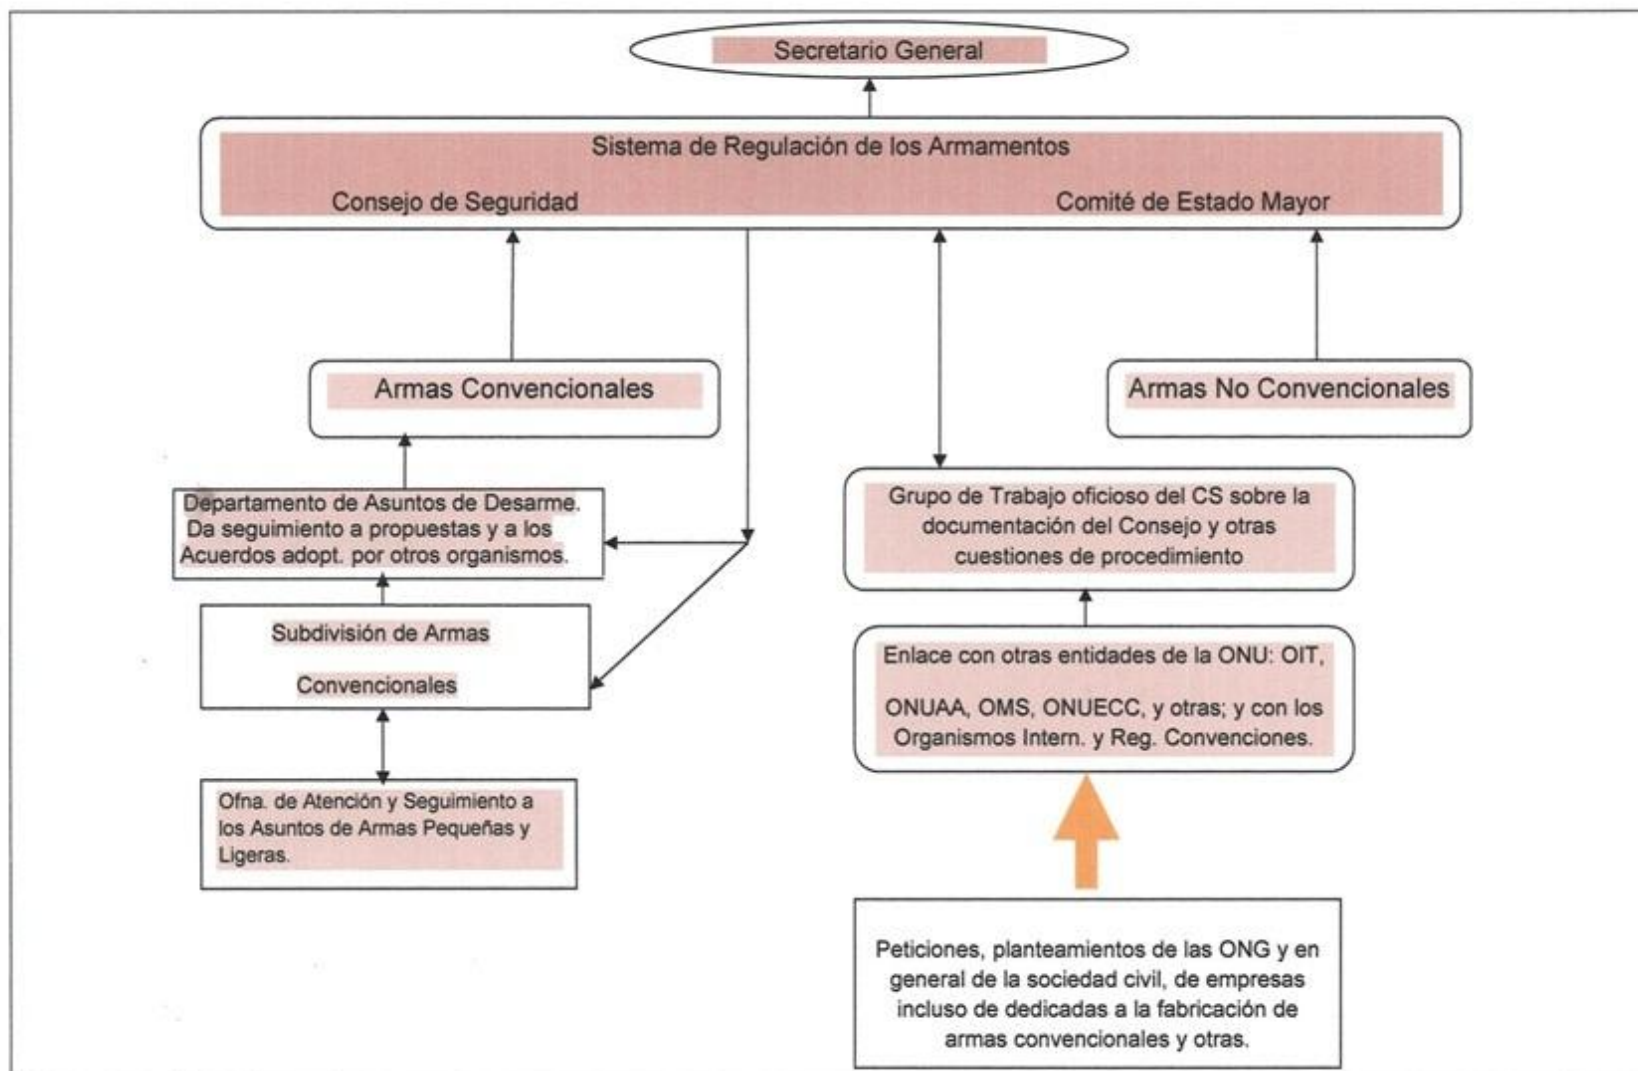 Secretario General
Sistema de Regulación de los Armamentos
Consejo de Seguridad
Comité de Estado Mayor
Armas Convencionales
Armas No Convencionales
Departamento de Asuntos de Desarme.
Da seguimiento a propuestas y a los
Acuerdos adopt. por otros organismos.
Grupo de Trabajo oficioso del CS sobre la
documentación del Consejo y otras
cuestiones de procedimiento
Subdivisión de Armas
Convencionales
Enlace con otras entidades de la ONU: OIT,
ONUAA, OMS, ONUECC, y otras; y con los
Organismos Intern. y Reg. Convenciones.
Ofna. de Atención y Seguimiento a
los Asuntos de Armas Pequeñas y
Ligeras.
Peticiones, planteamientos de las ONG y en
general de la sociedad civil, de empresas
incluso de dedicadas a la fabricación de
armas convencionales y otras.